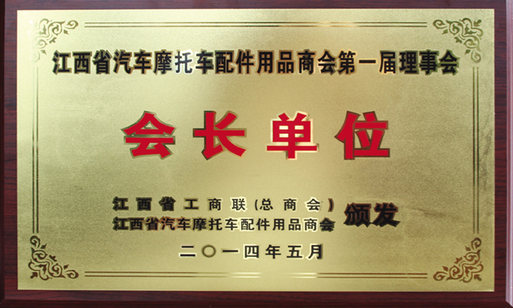 江西省汽车摩托车配件用品商会第一届理事会
会长单位
江西省工商联(总商会)
江西省汽车摩托车配件用品商会
颁发
二〇一四年五月